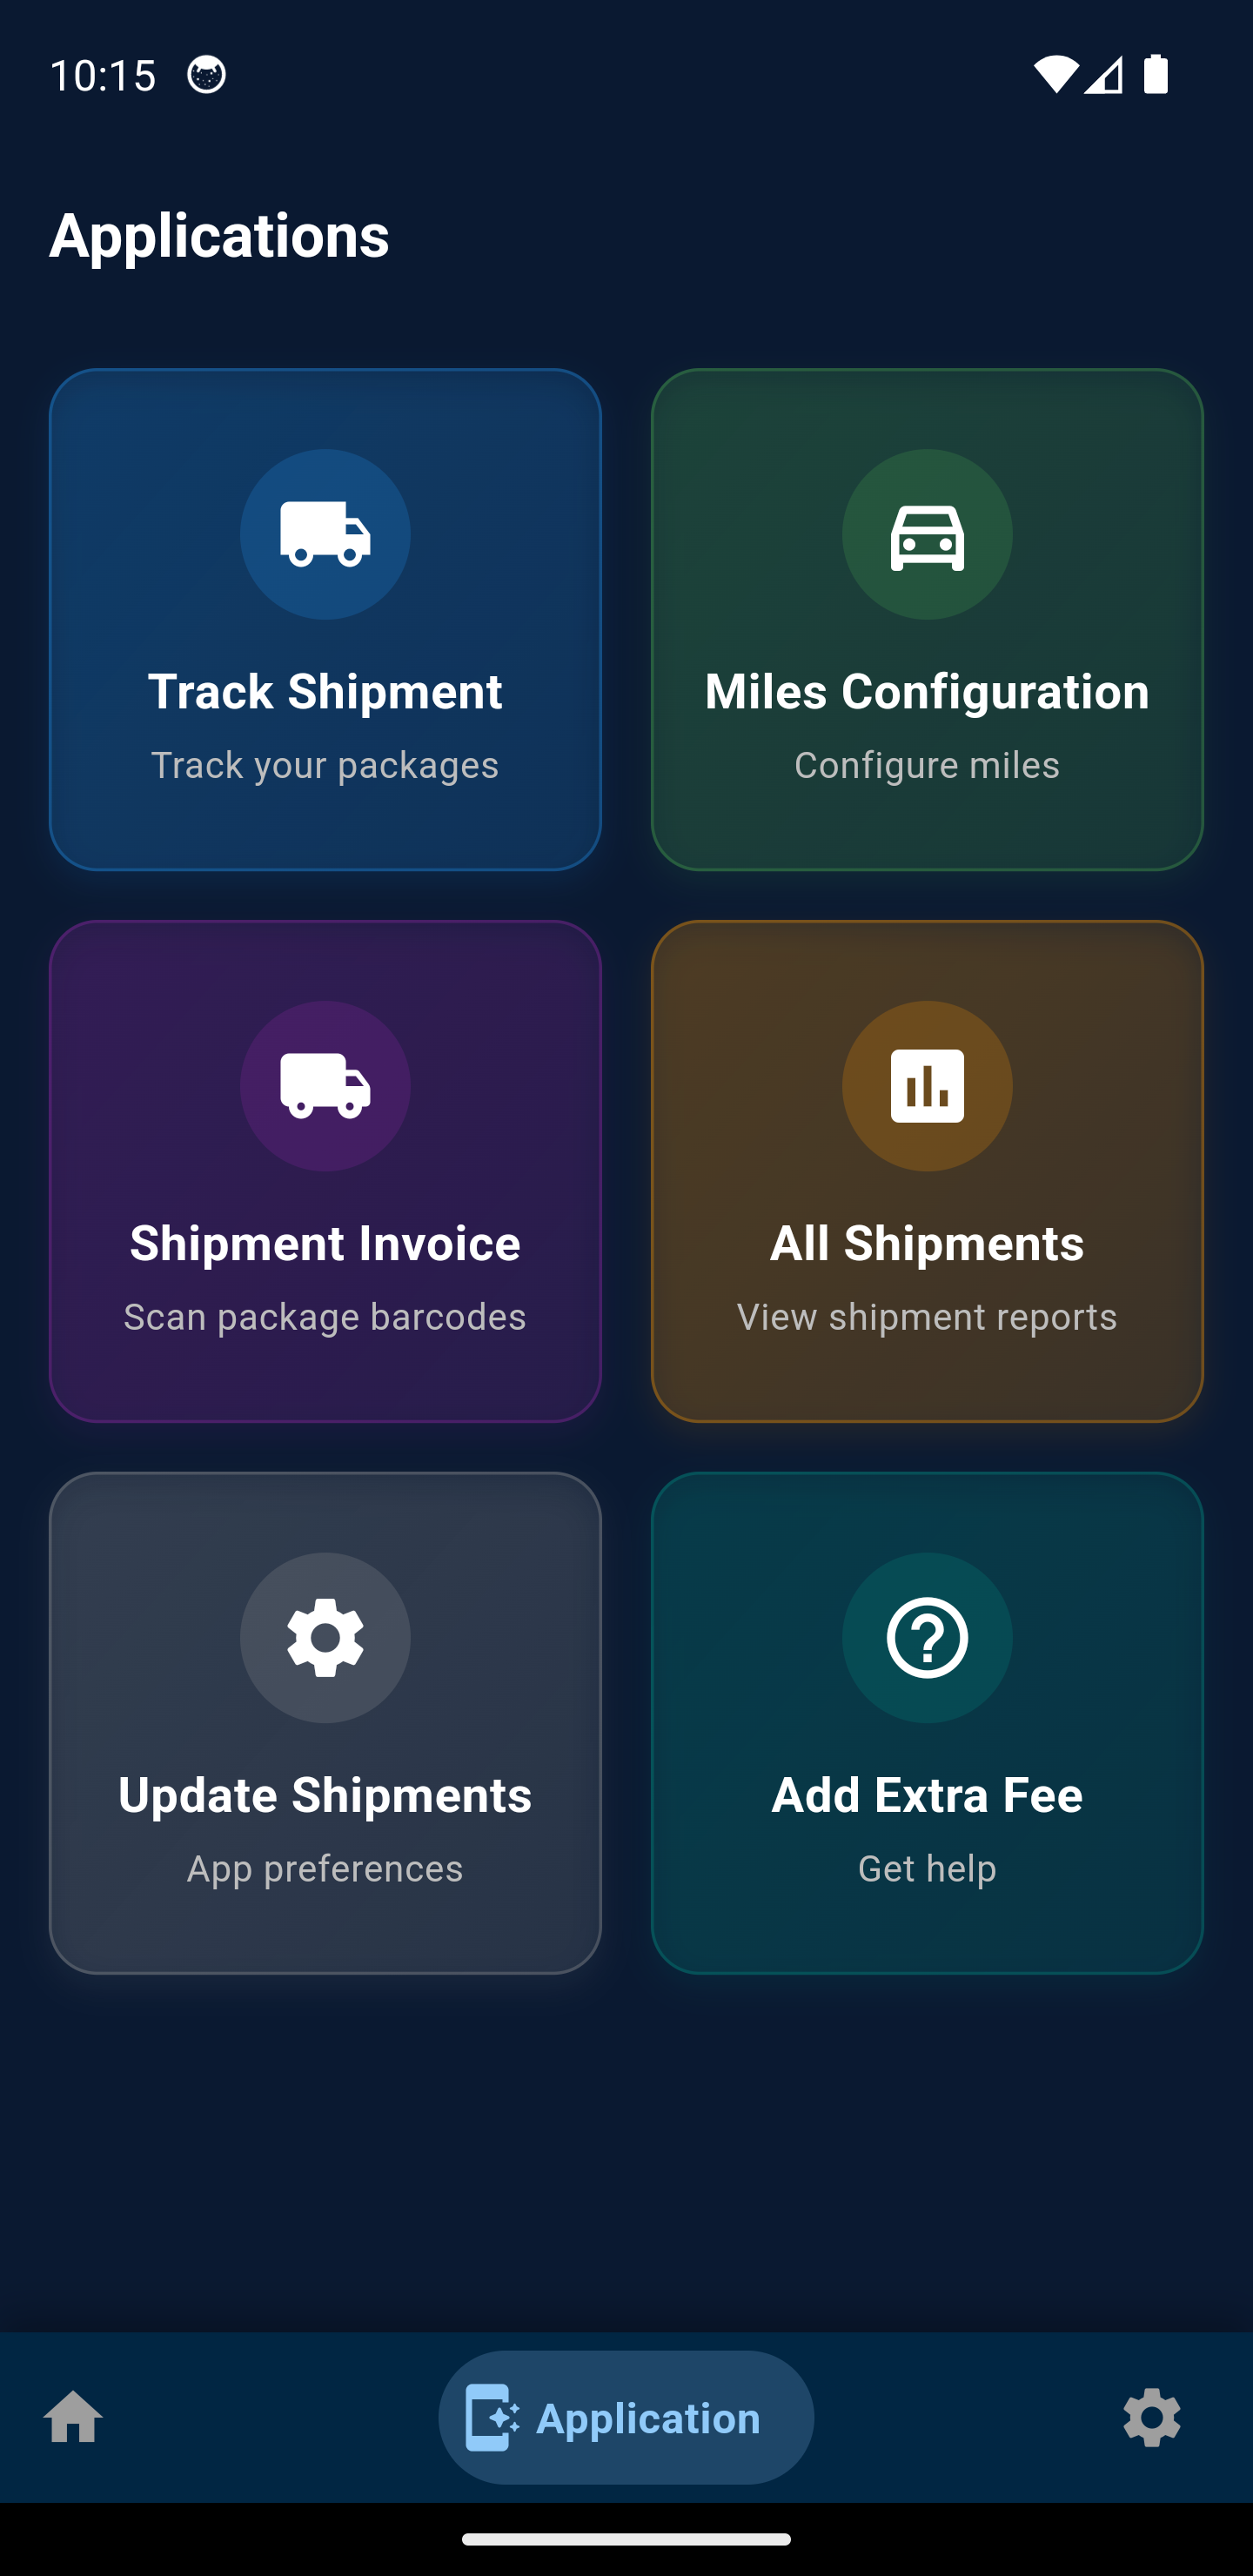 10:15
Applications
Track Shipment
Track your packages
Miles Configuration
Configure miles
Shipment Invoice
Scan package barcodes
All Shipments
View shipment reports
Update Shipments
App preferences
Add Extra Fee
Get help
Application